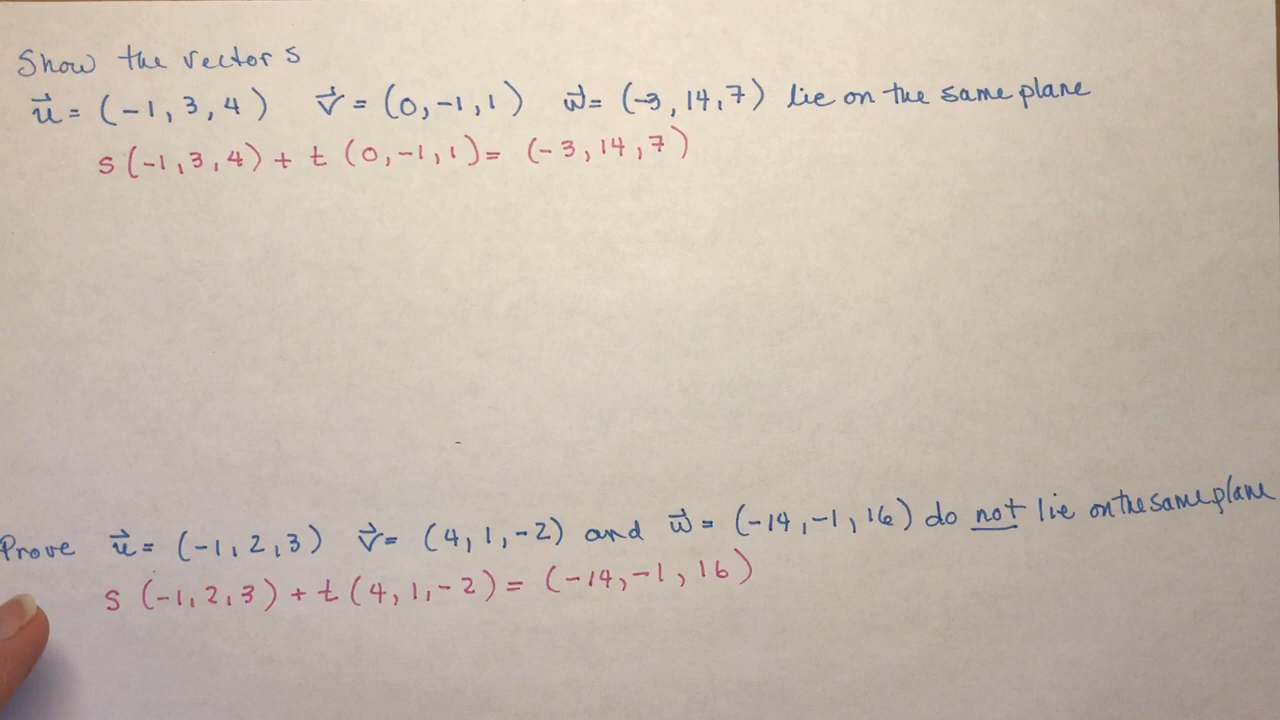 Show the vectors
u⃗ = (-1, 3, 4) v⃗ = (0, -1, 1) w⃗ = (-3, 14, 7) lie on the same plane
s(-1, 3, 4) + t(0, -1, 1) = (-3, 14, 7)
Prove u⃗ = (-1, 2, 3) v⃗ = (4, 1, -2) and w⃗ = (-14, -1, 16) do not lie on the same plane
s(-1, 2, 3) + t(4, 1, -2) = (-14, -1, 16)